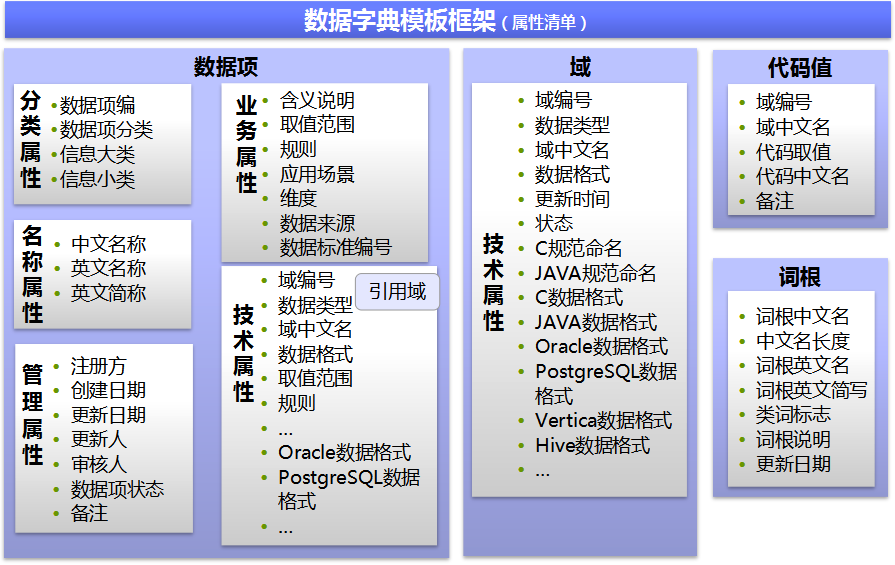 数据字典模板框架（属性清单）
数据项
分类属性
•数据项编
•数据项分类
•信息大类
•信息小类
名称属性
• 中文名称
• 英文名称
• 英文简称
管理属性
• 注册方
• 创建日期
• 更新日期
• 更新人
• 审核人
• 数据项状态
• 备注
业务属性
• 含义说明
• 取值范围
• 规则
• 应用场景
• 维度
• 数据来源
• 数据标准编号
技术属性
• 域编号
• 数据类型
• 域中文名
• 数据格式
• 取值范围
• 规则
• ...
• Oracle数据格式
• PostgreSQL数据
格式
• ...
引用域
域
技术属性
• 域编号
• 数据类型
• 域中文名
• 数据格式
• 更新时间
• 状态
• C规范命名
• JAVA规范命名
• C数据格式
• JAVA数据格式
• Oracle数据格式
• PostgreSQL数据
格式
• Vertica数据格式
• Hive数据格式
• ...
代码值
• 域编号
• 域中文名
• 代码取值
• 代码中文名
• 备注
词根
• 词根中文名
• 中文名长度
• 词根英文名
• 词根英文简写
• 类词标志
• 词根说明
• 更新日期